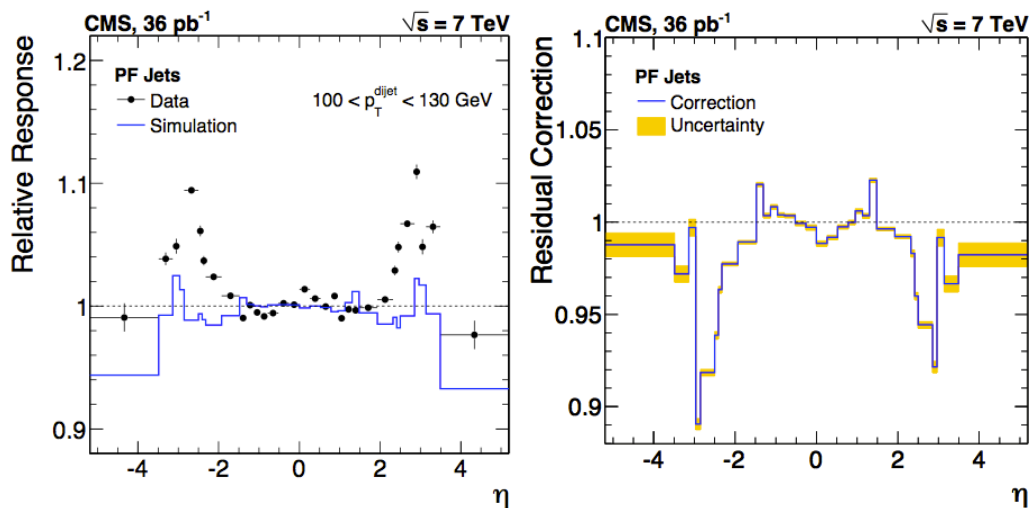 CMS, 36 pb⁻¹ √s = 7 TeV
Relative Response
1.2
1.1
1
0.9
PF Jets
Data
Simulation
100 < p_T^dijet < 130 GeV
-4 -2 0 2 4
η
CMS, 36 pb⁻¹ √s = 7 TeV
Residual Correction
1.1
1.05
1
0.95
0.9
PF Jets
Correction
Uncertainty
-4 -2 0 2 4
η